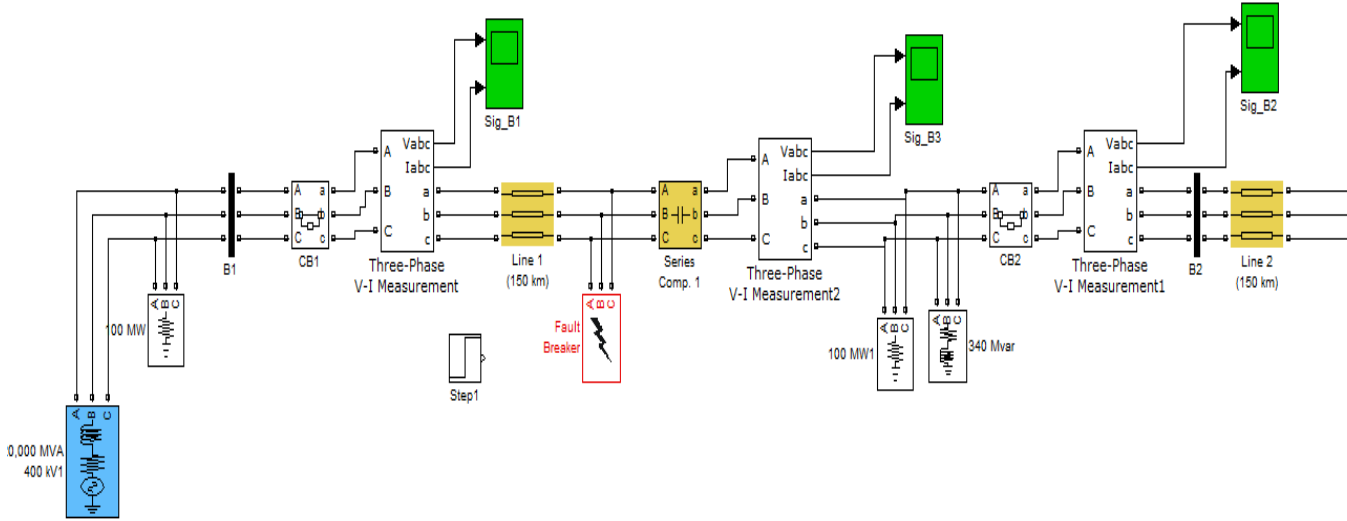 Sig_B1
Sig_B3
Sig_B2
Vabc
Iabc
A
B
C
a
b
c
Vabc
Iabc
A
B
C
a
b
c
Vabc
Iabc
A
B
C
a
b
c
A a
B b
C c
A a
B b
C c
A a
B b
C c
B1
CB1
Three-Phase
V-I Measurement
Line 1
(150 km)
Series
Comp. 1
Three-Phase
V-I Measurement2
CB2
Three-Phase
V-I Measurement1
B2
Line 2
(150 km)
A B C
100 MW
A B C
Fault
Breaker
Step1
A B C
100 MW1
A B C
340 Mvar
A B C
0,000 MVA
400 kV1